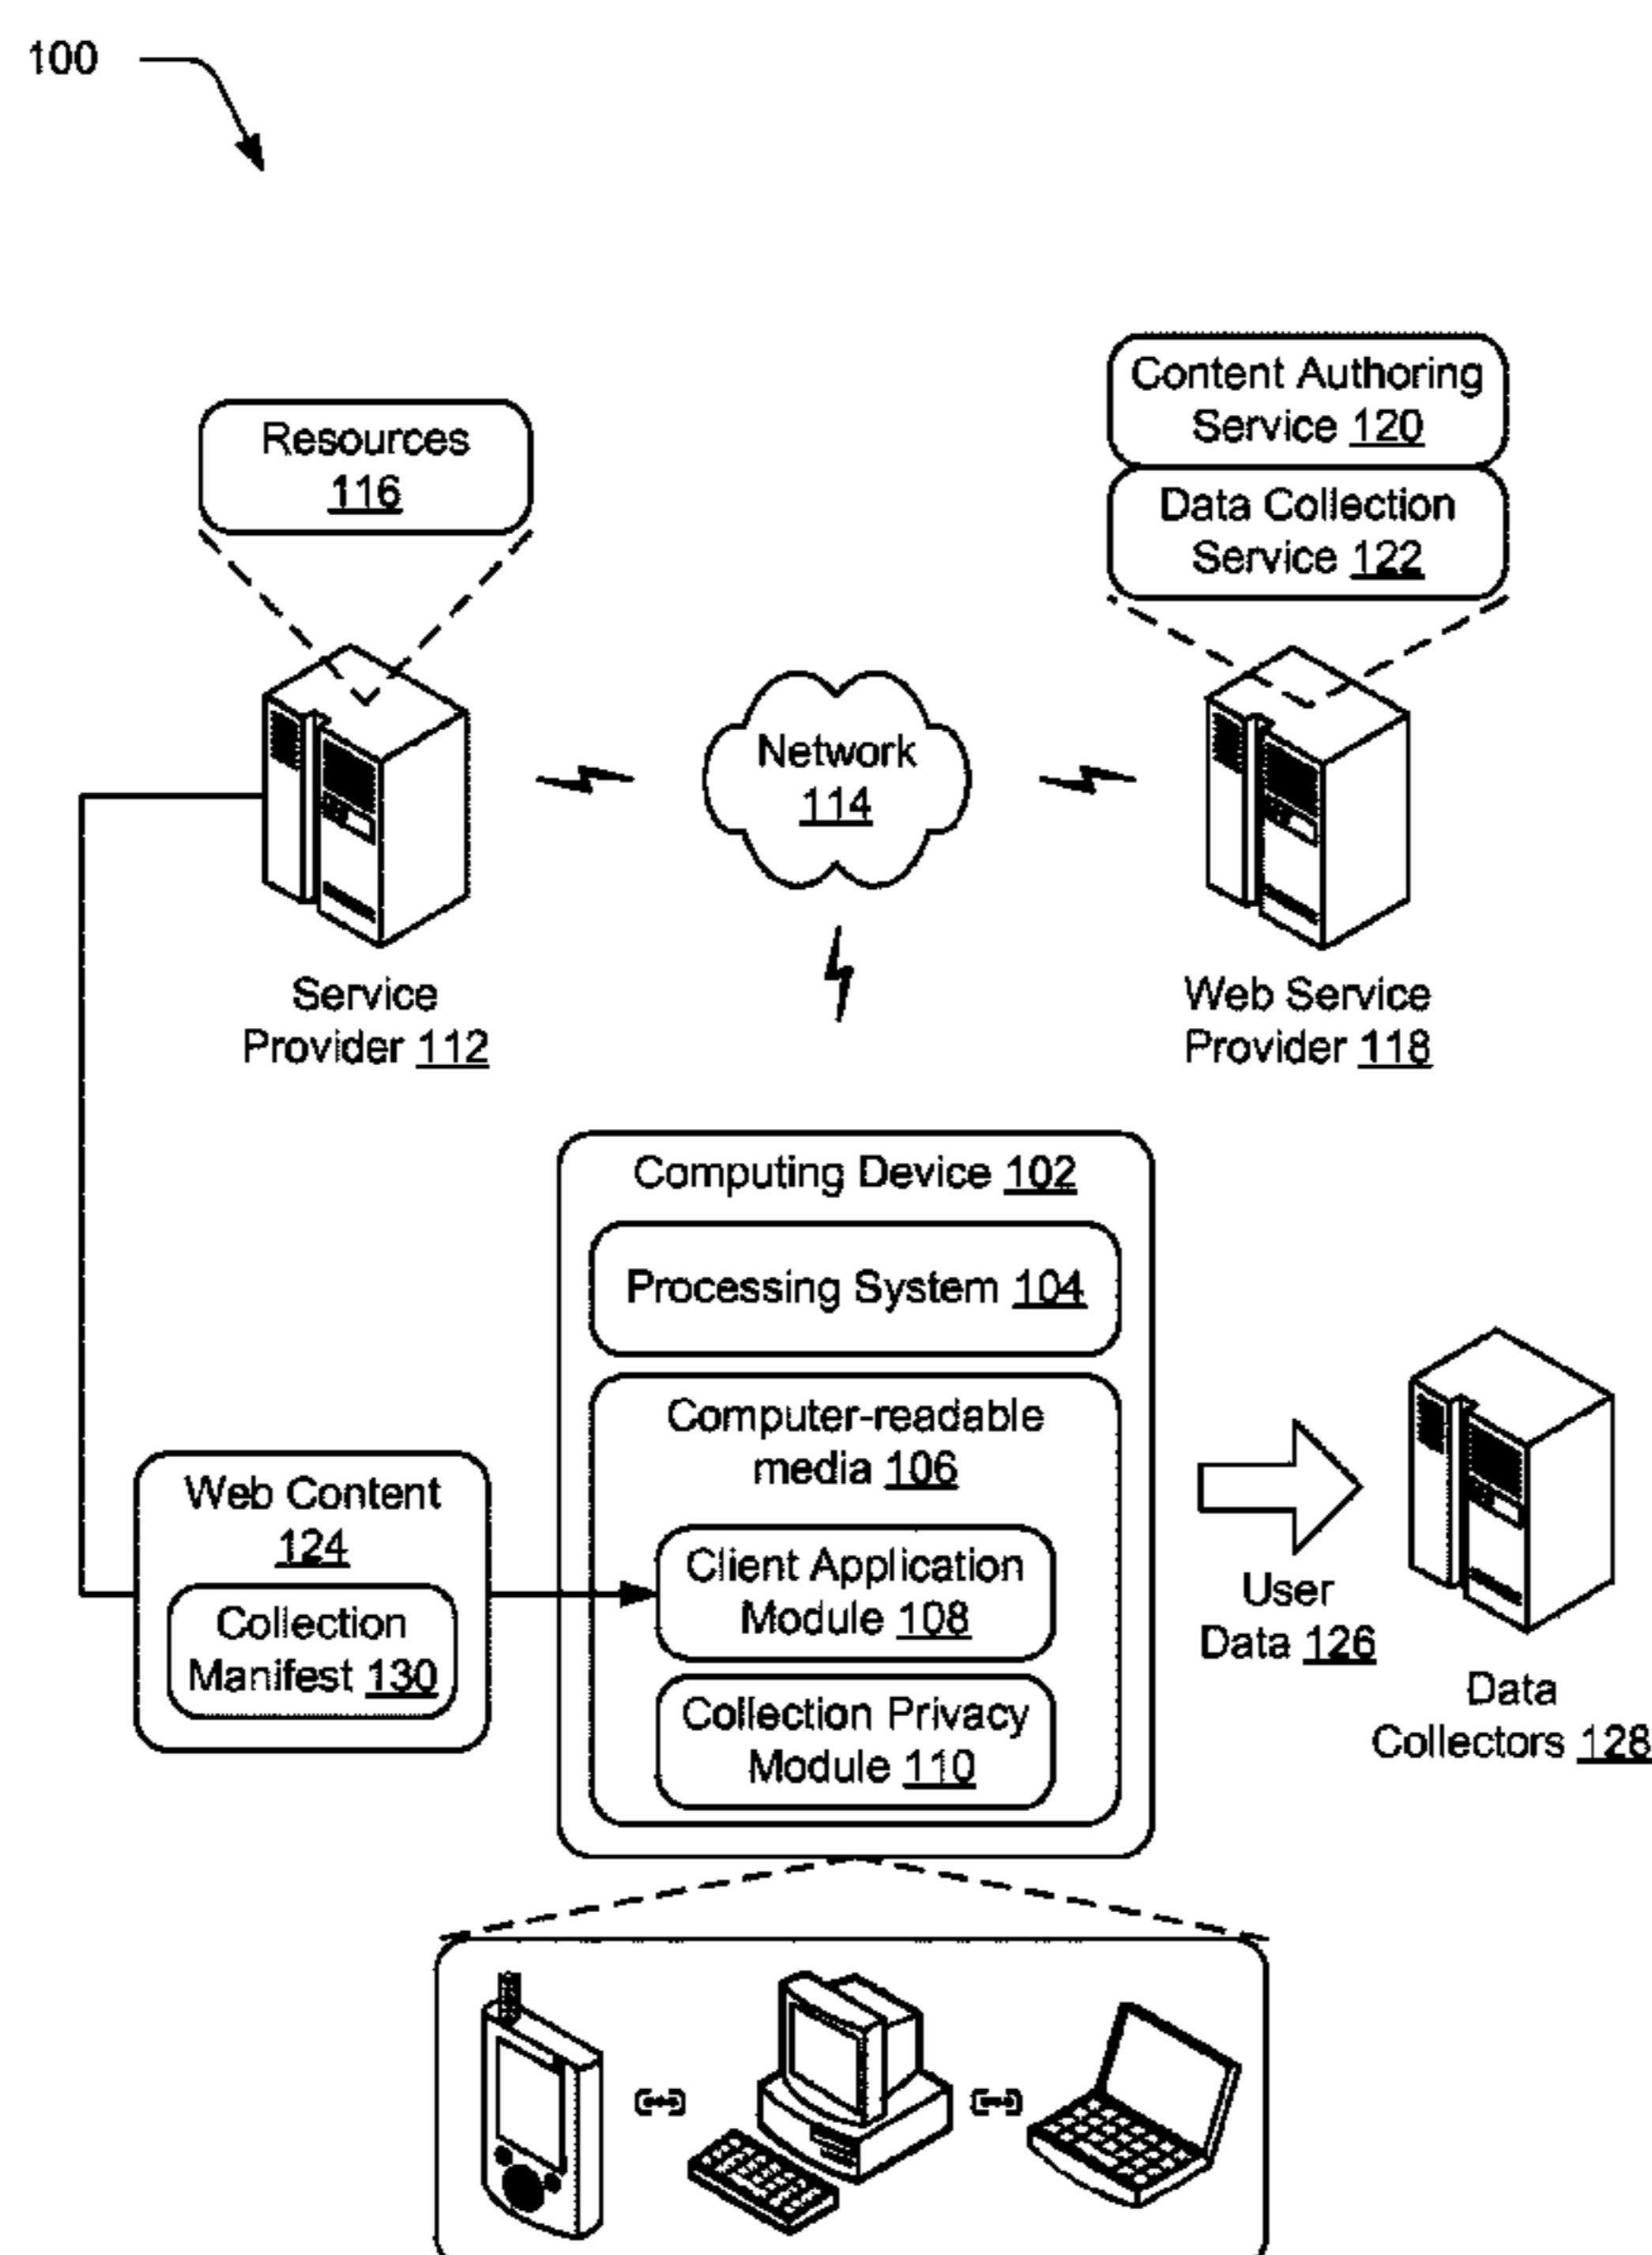 100
Content Authoring
Service 120
Resources
116
Data Collection
Service 122
Network
114
Service
Provider 112
Web Service
Provider 118
Computing Device 102
Processing System 104
Computer-readable
media 106
Web Content
124
Client Application
Module 108
Collection
Manifest 130
User
Data 126
Collection Privacy
Module 110
Data
Collectors 128